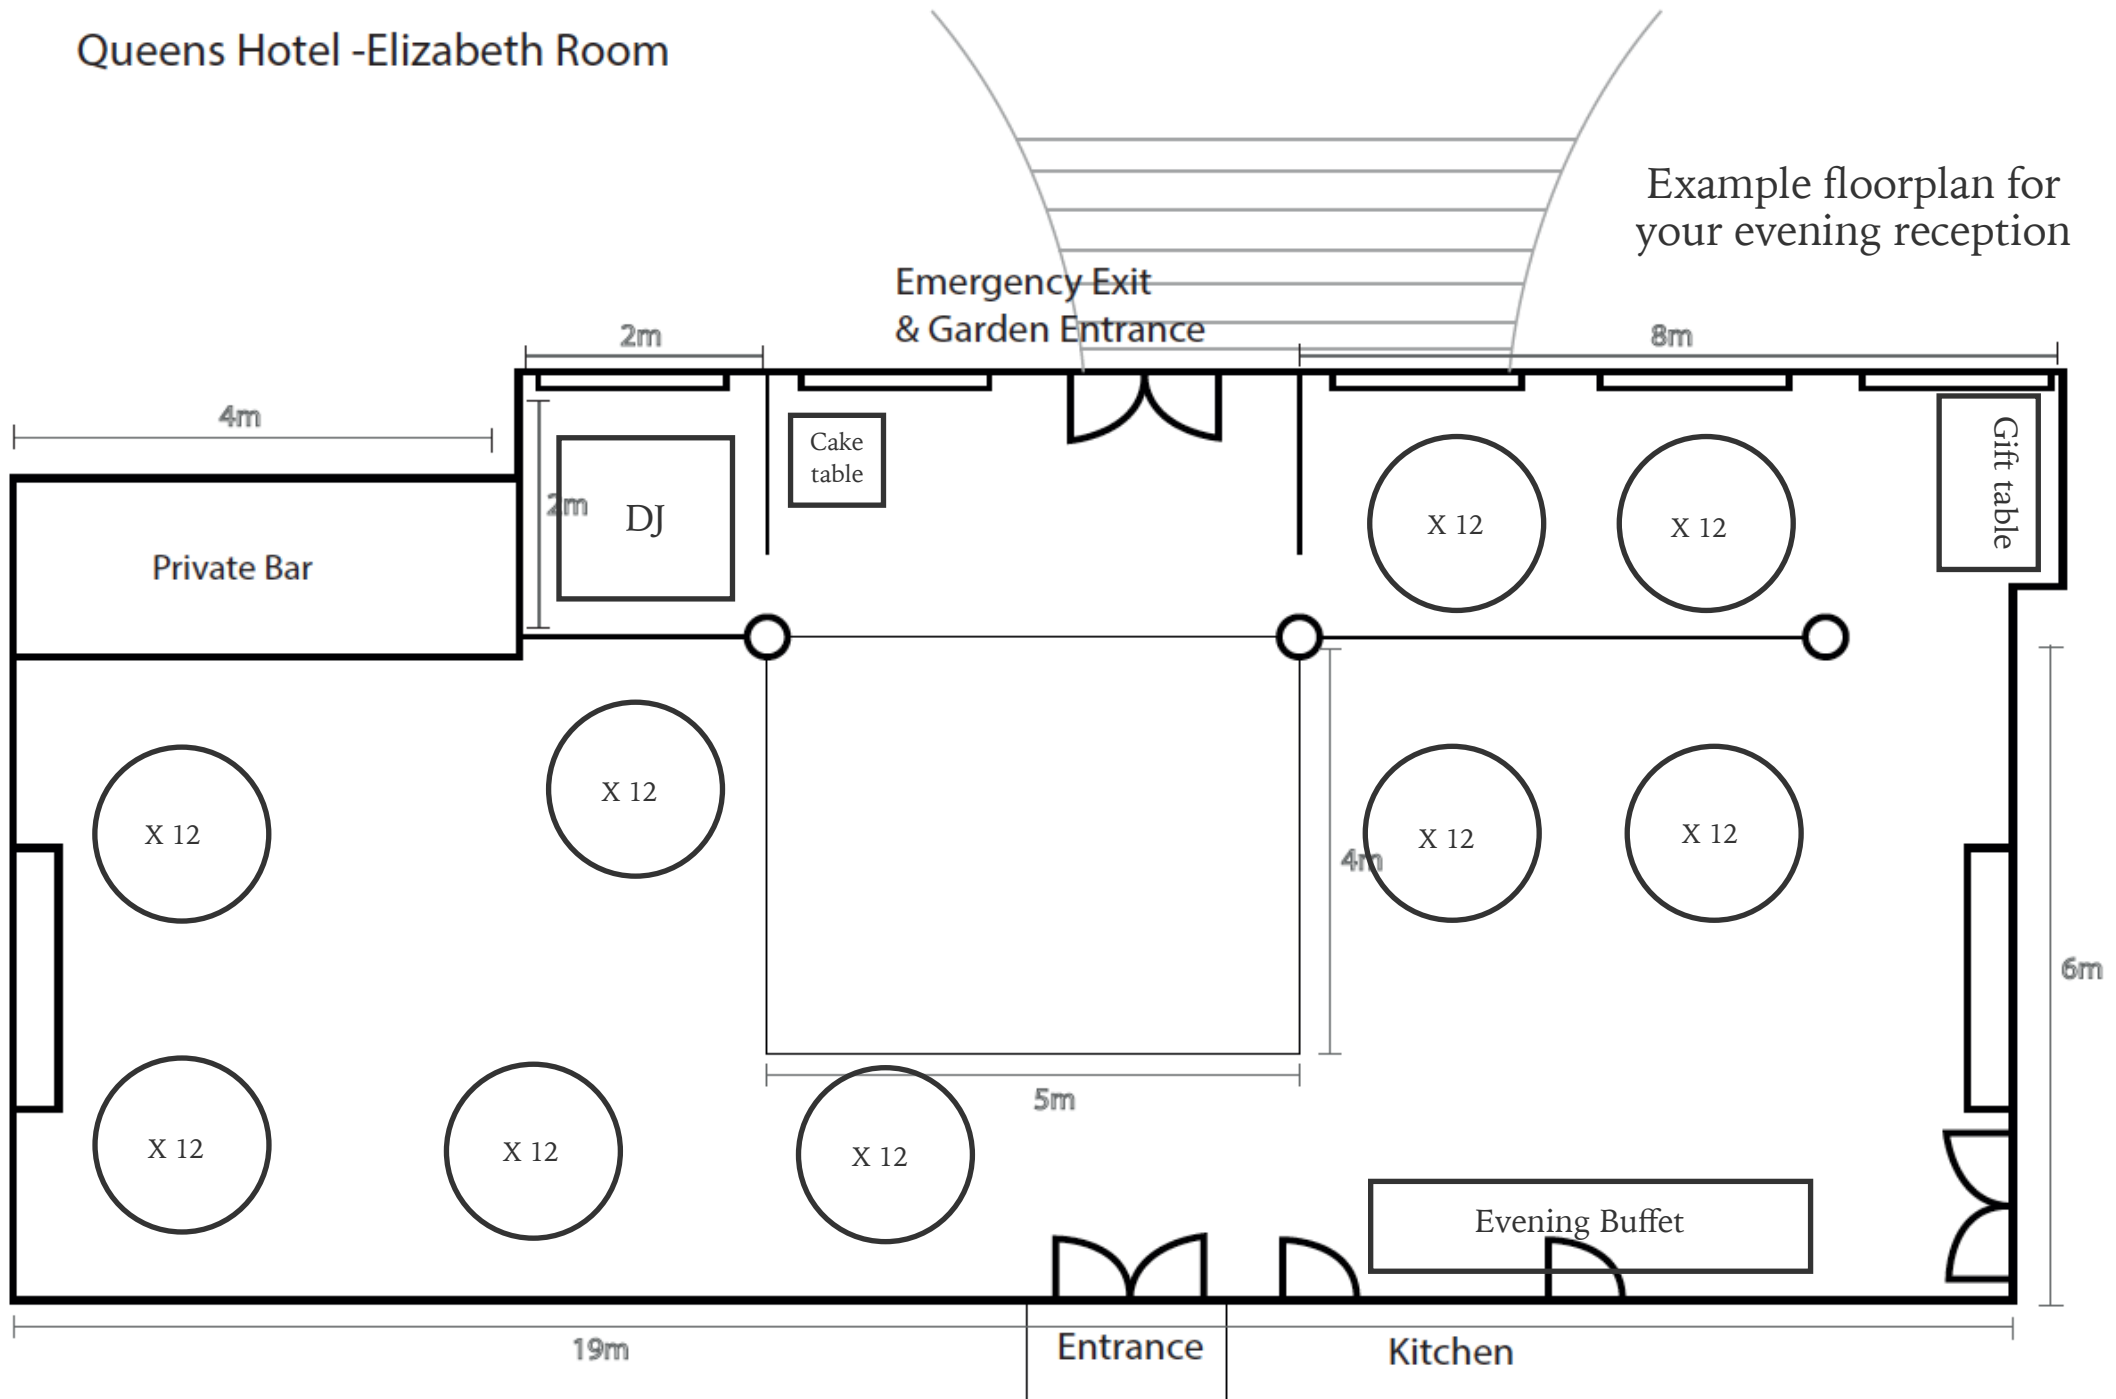 Queens Hotel -Elizabeth Room
Example floorplan for
your evening reception
Emergency Exit
& Garden Entrance
2m
8m
4m
Cake
table
Gift table
2m
DJ
X 12
X 12
Private Bar
X 12
X 12
X 12
X 12
4m
6m
5m
X 12
X 12
X 12
Evening Buffet
19m
Entrance
Kitchen